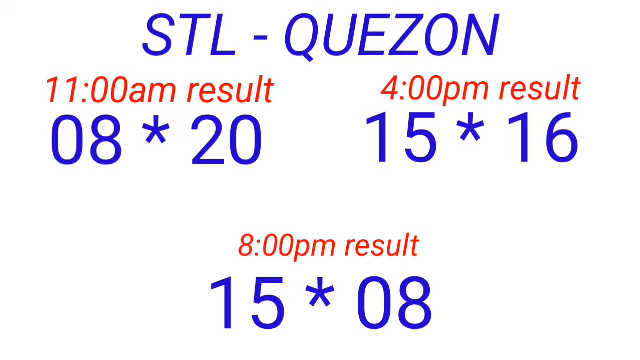 STL - QUEZON
11:00am result
08 * 20
4:00pm result
15 * 16
8:00pm result
15 * 08